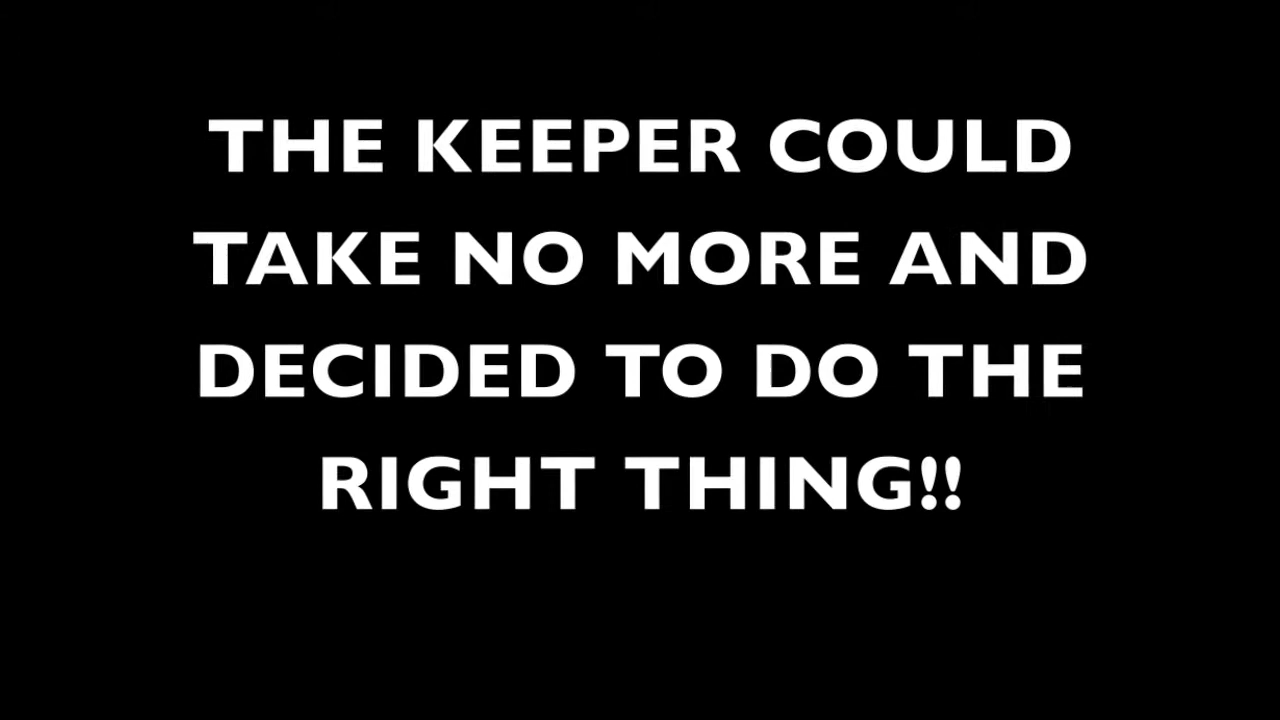 THE KEEPER COULD
TAKE NO MORE AND
DECIDED TO DO THE
RIGHT THING!!